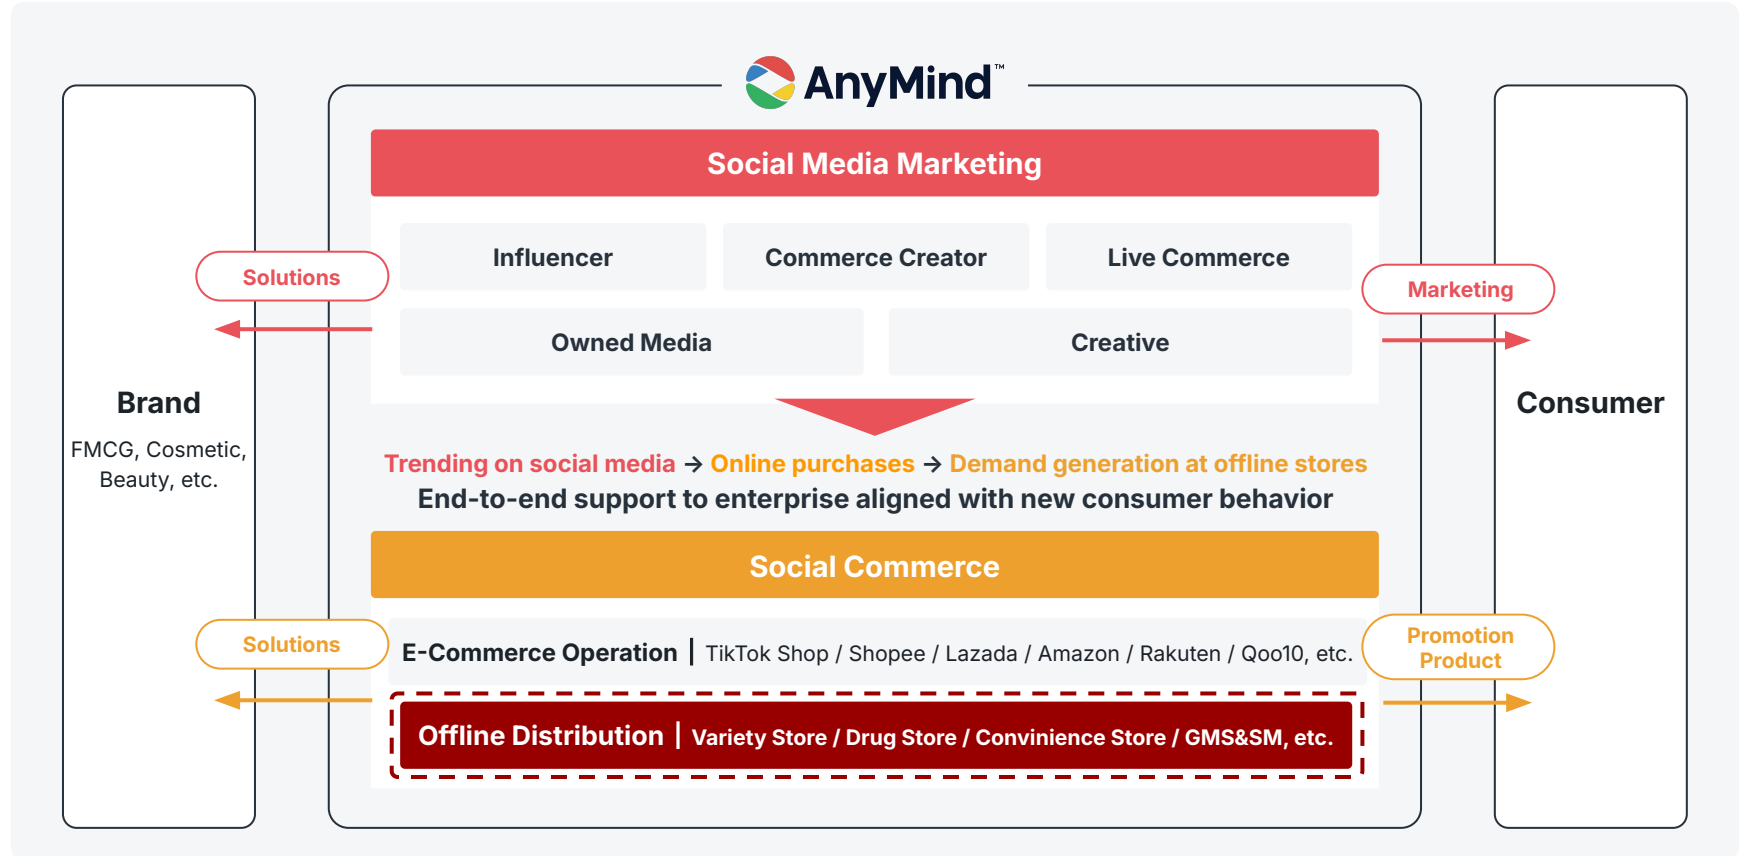 AnyMind™
Social Media Marketing
Influencer
Commerce Creator
Live Commerce
Owned Media
Creative
Solutions
Marketing
Brand
FMCG, Cosmetic,
Beauty, etc.
Consumer
Trending on social media → Online purchases → Demand generation at offline stores
End-to-end support to enterprise aligned with new consumer behavior
Social Commerce
Solutions
E-Commerce Operation | TikTok Shop / Shopee / Lazada / Amazon / Rakuten / Qoo10, etc.
Promotion
Product
Offline Distribution | Variety Store / Drug Store / Convinience Store / GMS&SM, etc.